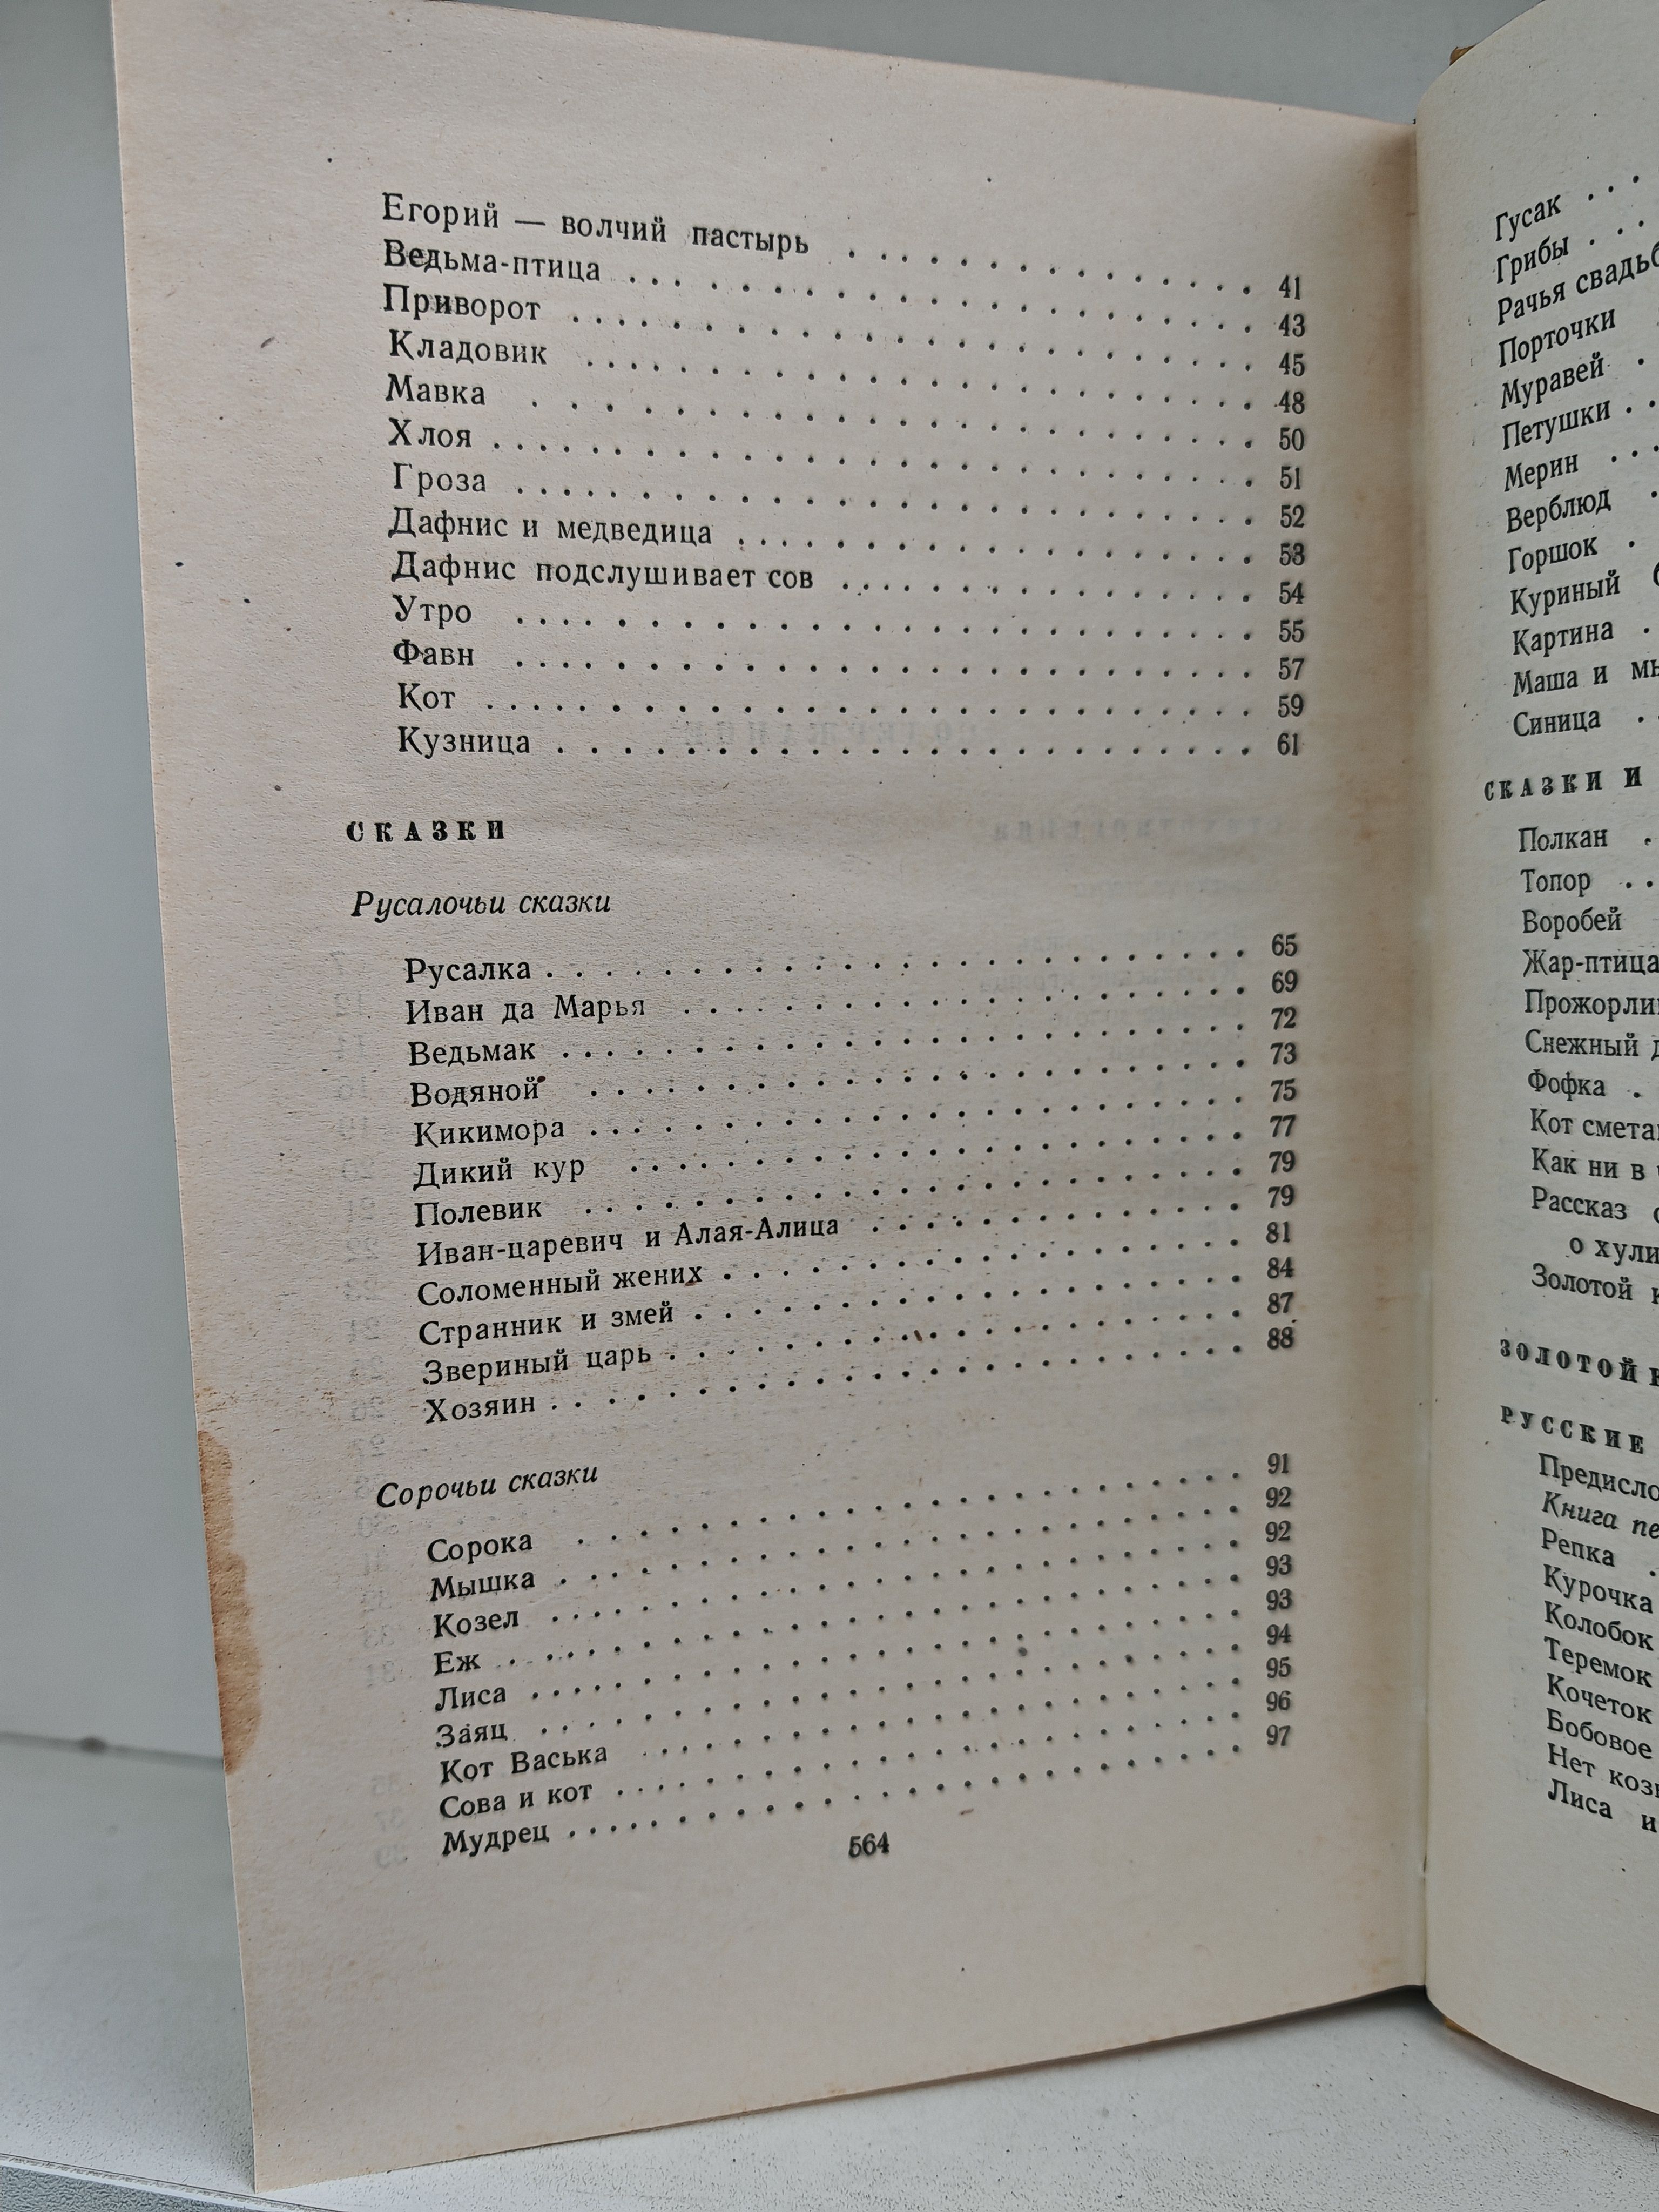 Егорий — волчий пастырь . . . . . . . . . . . . . . 41
Ведьма-птица . . . . . . . . . . . . . . . . . . . . 43
Приворот . . . . . . . . . . . . . . . . . . . . . . 45
Кладовик . . . . . . . . . . . . . . . . . . . . . . 48
Мавка . . . . . . . . . . . . . . . . . . . . . . . 50
Хлоя . . . . . . . . . . . . . . . . . . . . . . . . 51
Гроза . . . . . . . . . . . . . . . . . . . . . . . 52
Дафнис и медведица . . . . . . . . . . . . . . . . . 53
Дафнис подслушивает сов . . . . . . . . . . . . . . 54
Утро . . . . . . . . . . . . . . . . . . . . . . . . 55
Фавн . . . . . . . . . . . . . . . . . . . . . . . . 57
Кот . . . . . . . . . . . . . . . . . . . . . . . . 59
Кузница . . . . . . . . . . . . . . . . . . . . . . 61
СКАЗКИ
Русалочьи сказки
Русалка . . . . . . . . . . . . . . . . . . . . . . 65
Иван да Марья . . . . . . . . . . . . . . . . . . . 69
Ведьмак . . . . . . . . . . . . . . . . . . . . . . 72
Водяной . . . . . . . . . . . . . . . . . . . . . . 73
Кикимора . . . . . . . . . . . . . . . . . . . . . . 75
Дикий кур . . . . . . . . . . . . . . . . . . . . . 77
Полевик . . . . . . . . . . . . . . . . . . . . . . 79
Иван-царевич и Алая-Алица . . . . . . . . . . . . . 79
Соломенный жених . . . . . . . . . . . . . . . . . . 81
Странник и змей . . . . . . . . . . . . . . . . . . 84
Звериный царь . . . . . . . . . . . . . . . . . . . 87
Хозяин . . . . . . . . . . . . . . . . . . . . . . . 88
Сорочьи сказки
Сорока . . . . . . . . . . . . . . . . . . . . . . . 91
Мышка . . . . . . . . . . . . . . . . . . . . . . . 92
Козел . . . . . . . . . . . . . . . . . . . . . . . 92
Еж . . . . . . . . . . . . . . . . . . . . . . . . . 93
Лиса . . . . . . . . . . . . . . . . . . . . . . . . 93
Заяц . . . . . . . . . . . . . . . . . . . . . . . . 94
Кот Васька . . . . . . . . . . . . . . . . . . . . . 95
Сова и кот . . . . . . . . . . . . . . . . . . . . . 96
Мудрец . . . . . . . . . . . . . . . . . . . . . . . 97
564
Гусак . . .
Грибы . . .
Рачья
Порточки
Муравей .
Петушки . .
Мерин . . .
Верблюд .
Горшок .
Куриный
Картина .
Маша и
Синица .
СКАЗКИ И
Полкан .
Топор . .
Воробей
Жар-птица
Снежный
Фофка .
Кот
Как ни в
Рассказ
о
Золотой
ЗОЛОТОЙ
РУССКИЕ
Книга
Репка .
Курочка
Колобок
Теремок
Кочеток
Бобовое
Нет
Лиса и